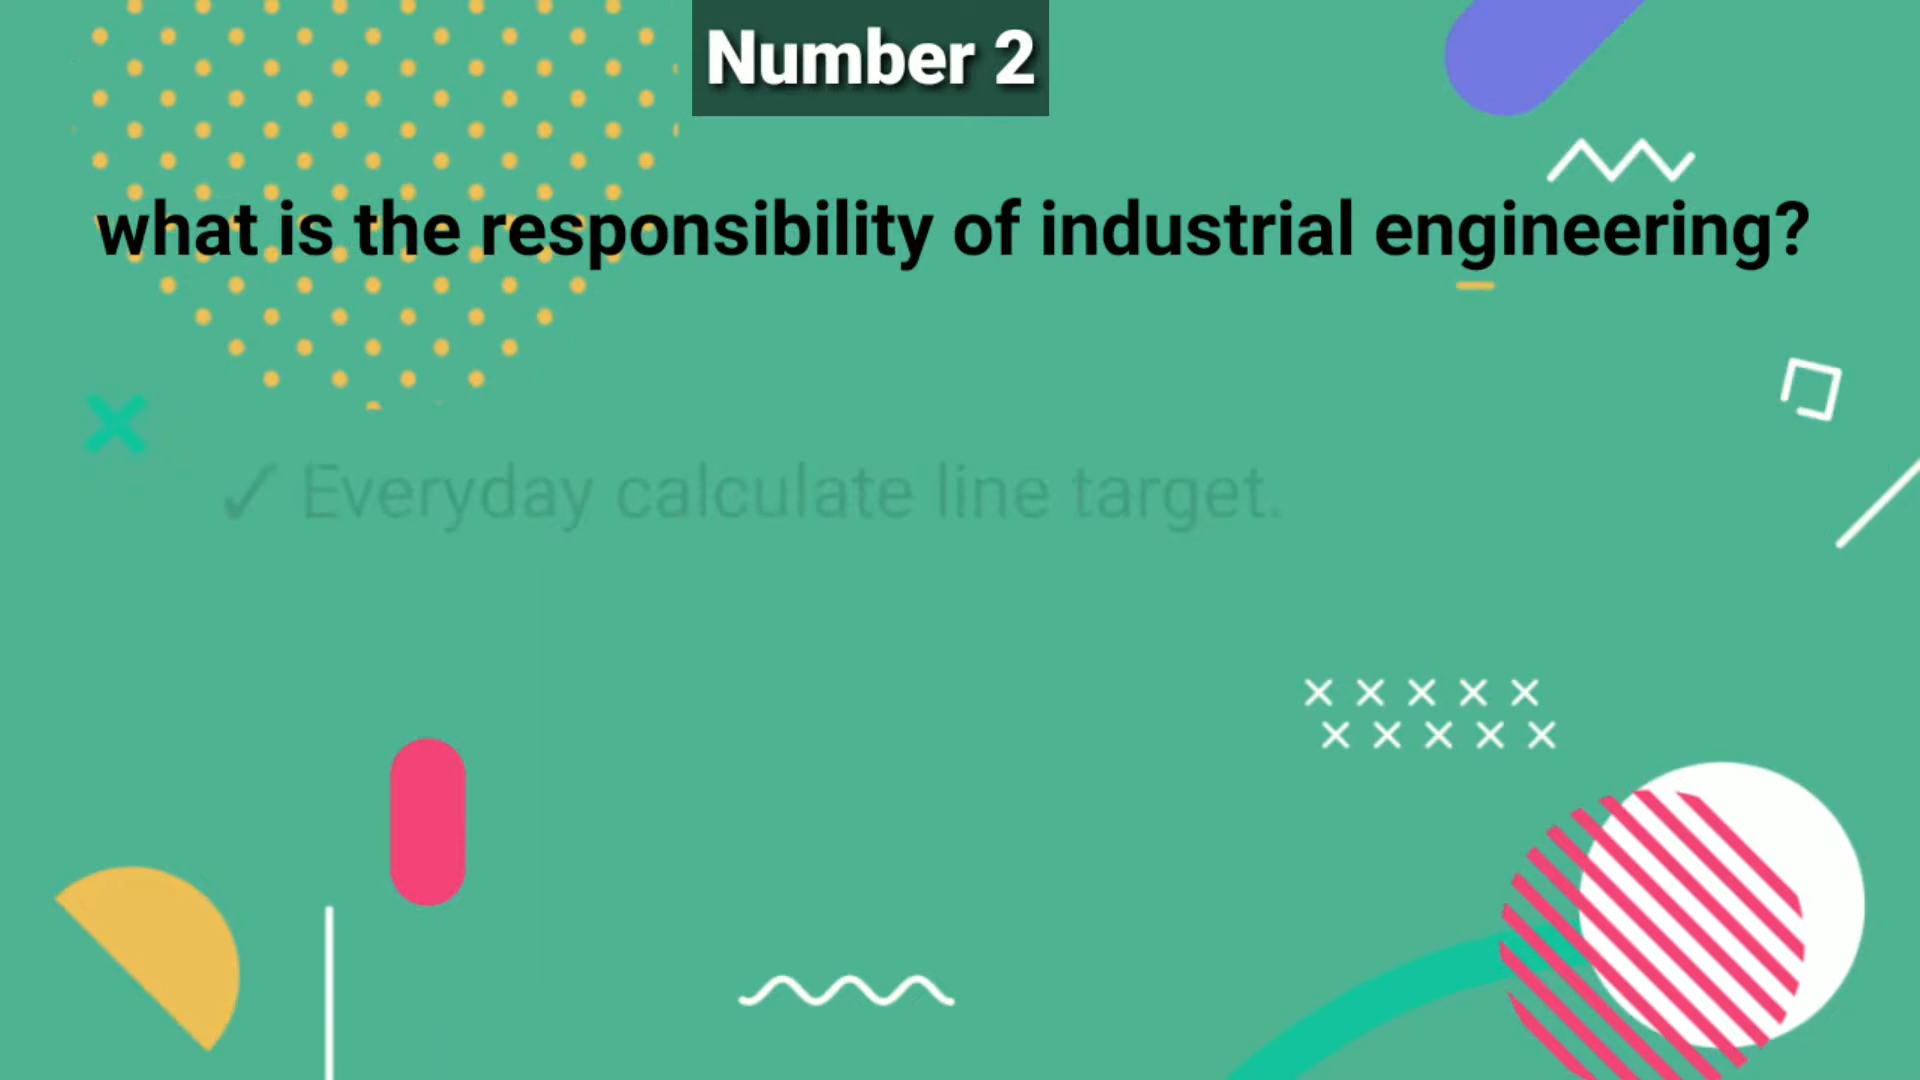 Number 2
what is the responsibility of industrial engineering?
✓ Everyday calculate line target.